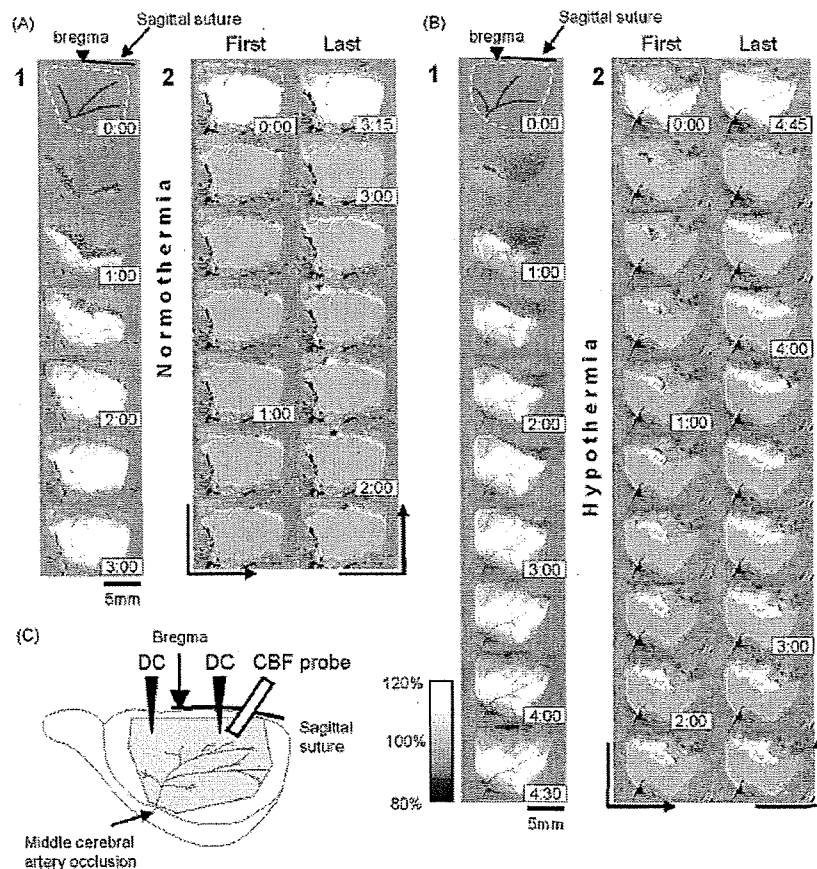 (A)
Sagittal suture
bregma
First
Last
1
2
0:00
0:00
3:15
3:00
1:00
2:00
1:00
2:00
3:00
5mm
Normothermia
(B)
Sagittal suture
bregma
First
Last
1
2
0:00
0:00
4:45
1:00
4:00
2:00
1:00
3:00
3:00
4:00
2:00
4:30
5mm
Hypothermia
120%
100%
80%
(C)
Bregma
DC
DC
CBF probe
Sagittal
suture
Middle cerebral
artery occlusion